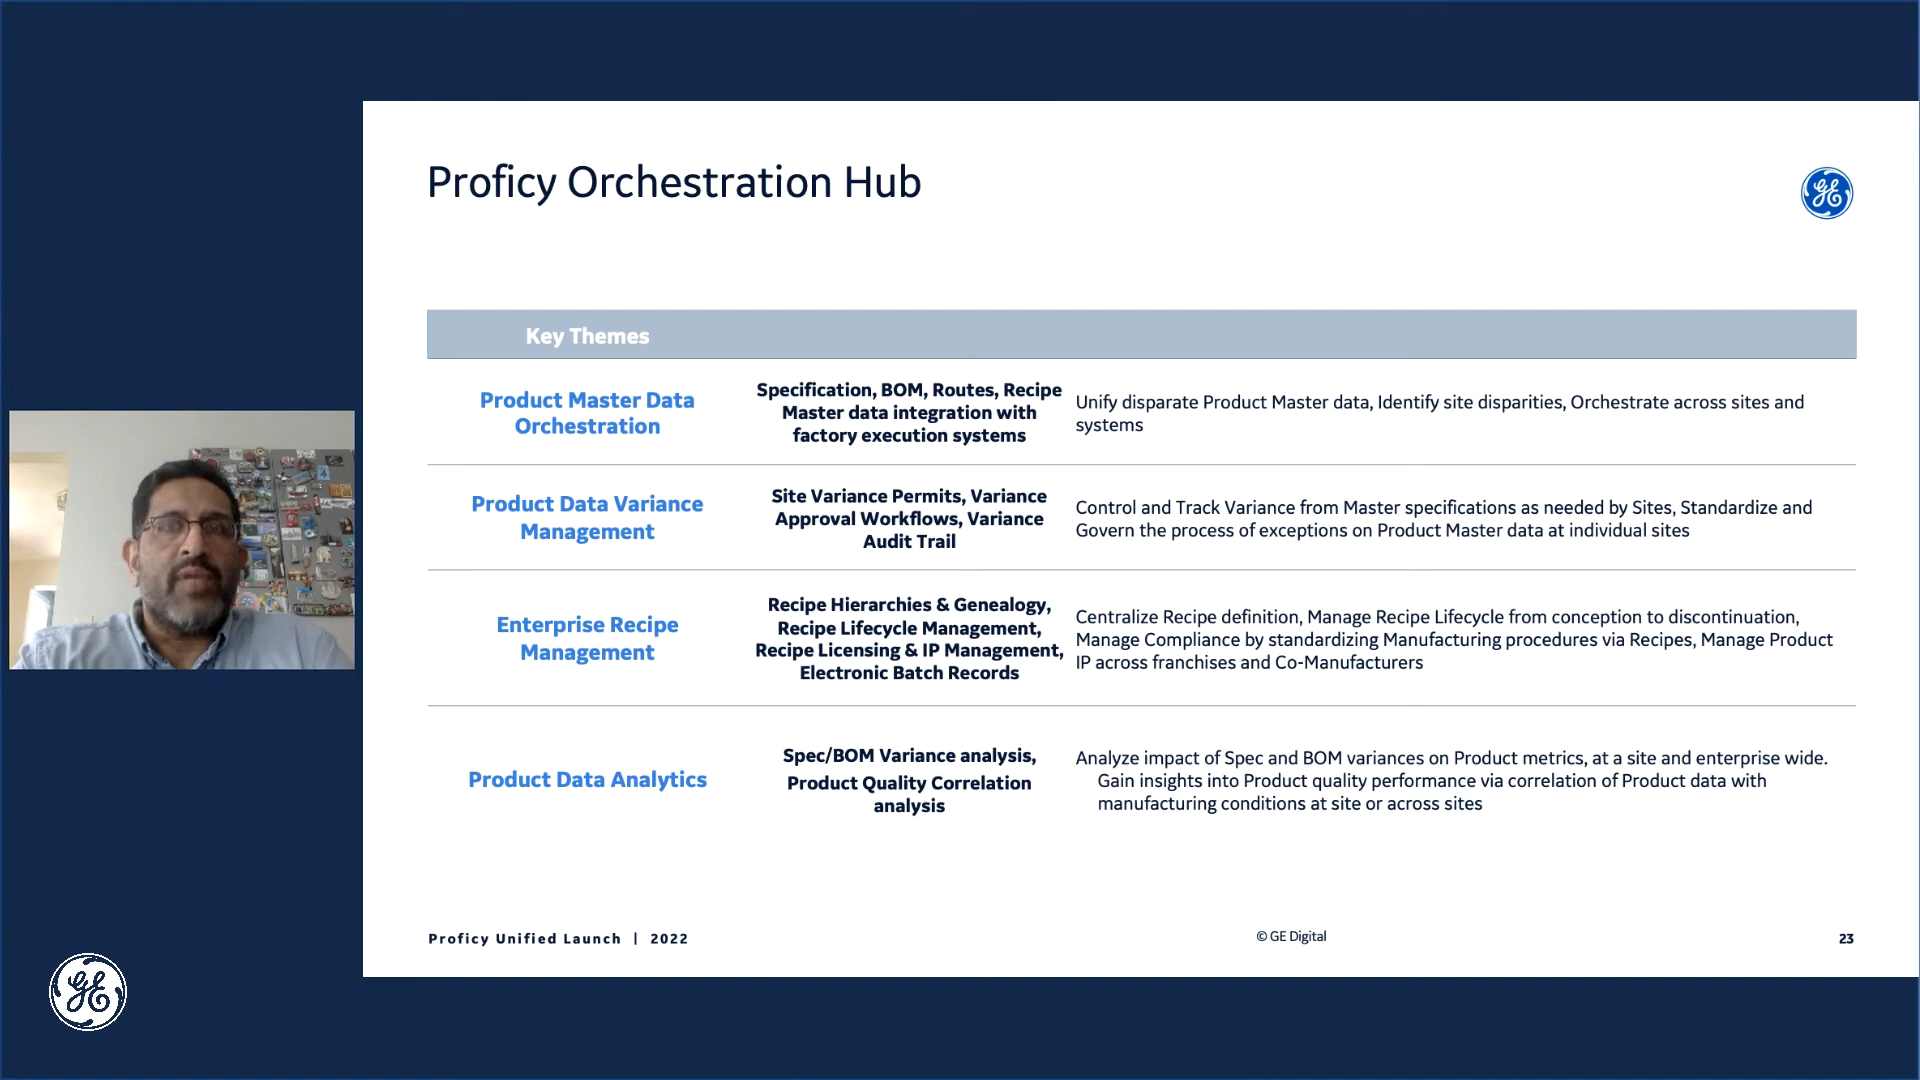 Proficy Orchestration Hub
Key Themes
Product Master Data
Orchestration
Specification, BOM, Routes, Recipe
Master data integration with
factory execution systems
Unify disparate Product Master data, Identify site disparities, Orchestrate across sites and
systems
Product Data Variance
Management
Site Variance Permits, Variance
Approval Workflows, Variance
Audit Trail
Control and Track Variance from Master specifications as needed by Sites, Standardize and
Govern the process of exceptions on Product Master data at individual sites
Enterprise Recipe
Management
Recipe Hierarchies & Genealogy,
Recipe Lifecycle Management,
Recipe Licensing & IP Management,
Electronic Batch Records
Centralize Recipe definition, Manage Recipe Lifecycle from conception to discontinuation,
Manage Compliance by standardizing Manufacturing procedures via Recipes, Manage Product
IP across franchises and Co-Manufacturers
Product Data Analytics
Spec/BOM Variance analysis,
Product Quality Correlation
analysis
Analyze impact of Spec and BOM variances on Product metrics, at a site and enterprise wide.
Gain insights into Product quality performance via correlation of Product data with
manufacturing conditions at site or across sites
Proficy Unified Launch | 2022
© GE Digital
23
GE
GE